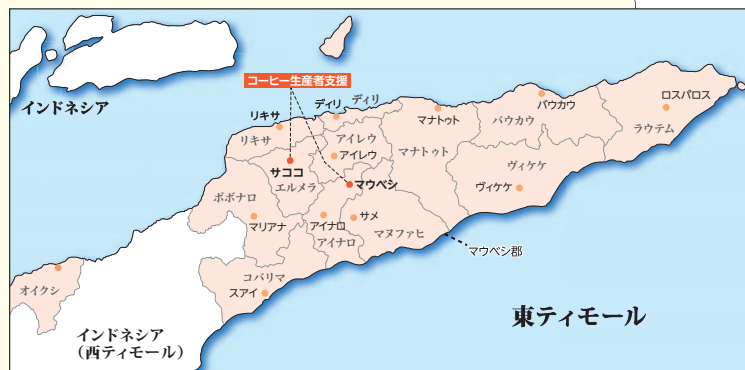 コーヒー生産者支援
インドネシア
リキサ
ディリ
ディリ
マナトゥト
バウカウ
ロスパロス
リキサ
アイレウ
アイレウ
マナトゥト
バウカウ
ラウテム
サココ
エルメラ
マウベシ
ヴィケケ
ヴィケケ
ボボナロ
マリアナ
アイナロ
アイナロ
サメ
マヌファヒ
マウベシ郡
オイクシ
コバリマ
スアイ
東ティモール
インドネシア
（西ティモール）